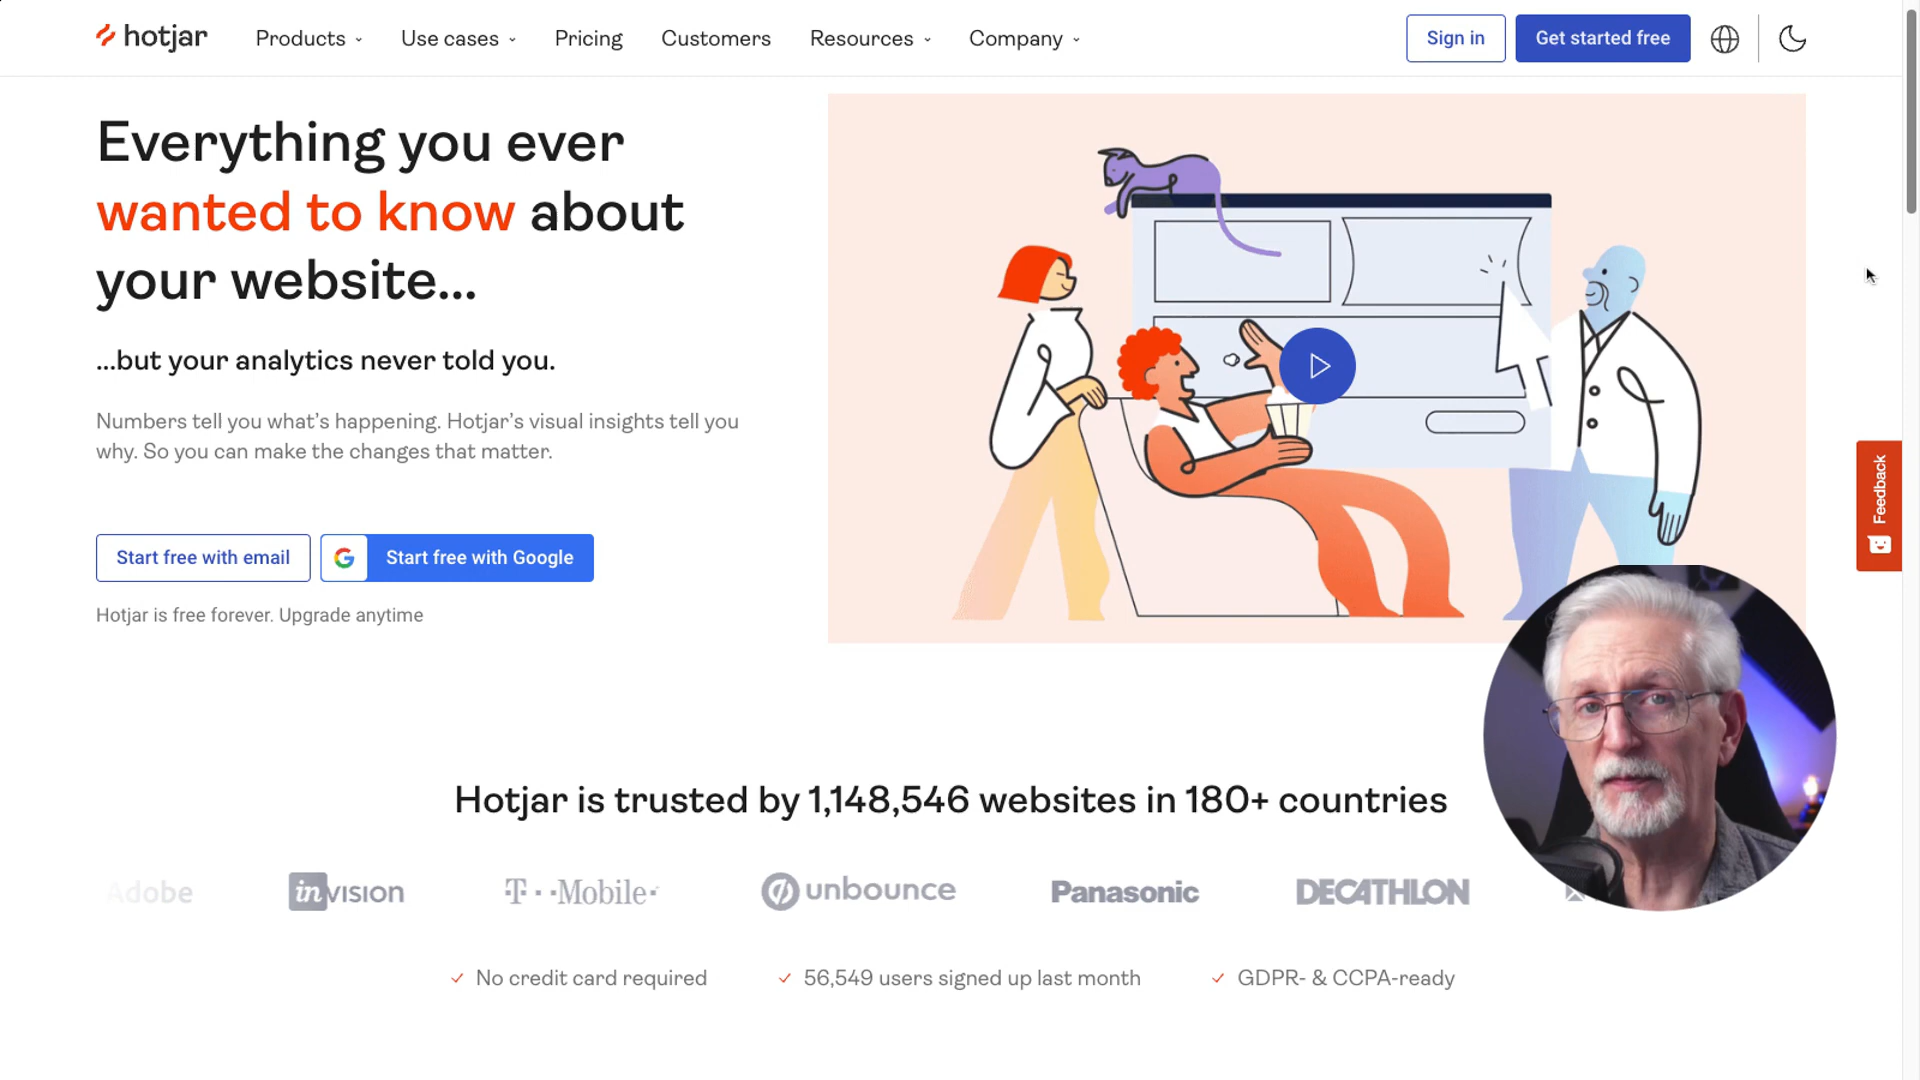 hotjar
Products
Use cases
Pricing
Customers
Resources
Company
Sign in
Get started free
Everything you ever
wanted to know about
your website...
...but your analytics never told you.
Numbers tell you what's happening. Hotjar's visual insights tell you
why. So you can make the changes that matter.
Start free with email
G Start free with Google
Hotjar is free forever. Upgrade anytime
Feedback
Hotjar is trusted by 1,148,546 websites in 180+ countries
Adobe
inVISION
T··Mobile·
unbounce
Panasonic
DECATHLON
No credit card required
56,549 users signed up last month
GDPR- & CCPA-ready